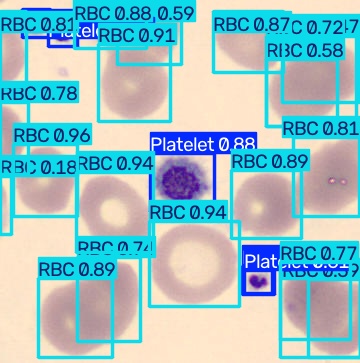 RBC 0.81
Platel
RBC 0.88
0.59
RBC 0.91
RBC 0.87
C 0.72
RBC 0.58
RBC 0.78
RBC 0.96
RBC 0.81
RBC 0.18
RBC 0.94
Platelet 0.88
RBC 0.89
RBC 0.94
RBC 0.74
RBC 0.89
Platel
RBC 0.77